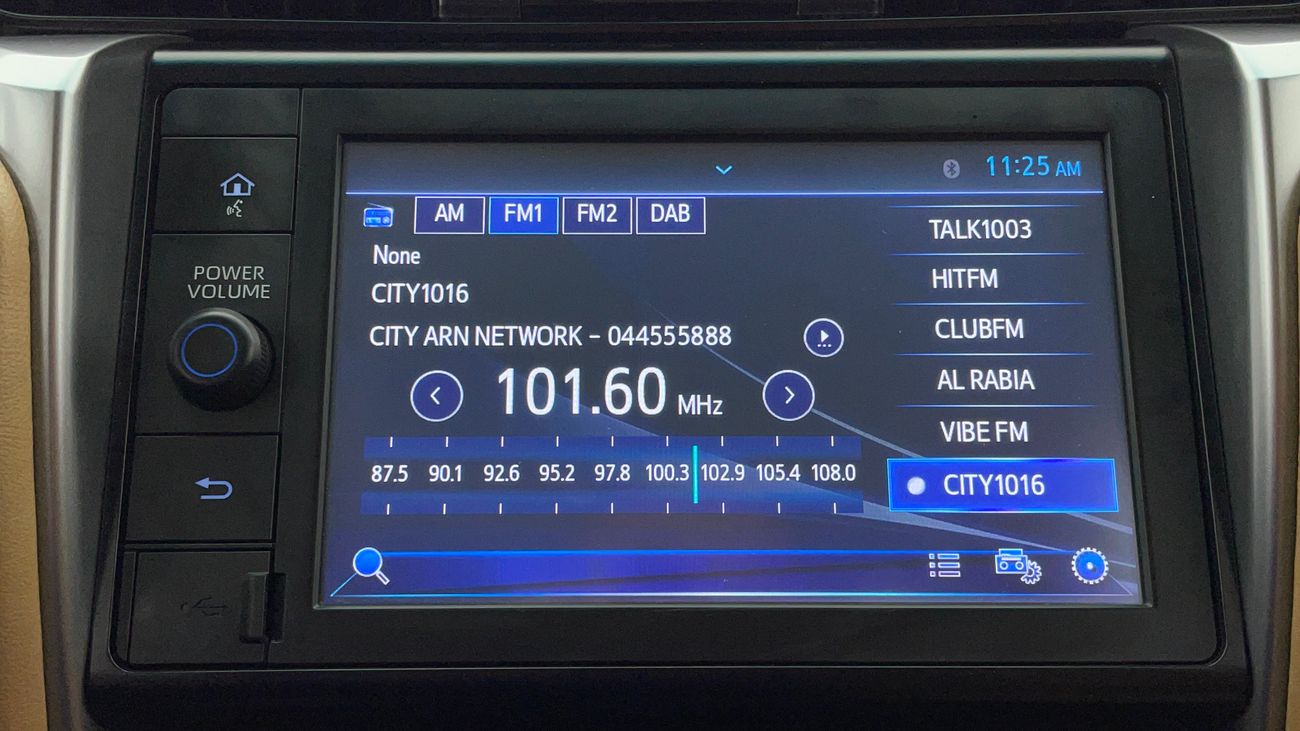 11:25 AM
AM FM1 FM2 DAB
None
CITY1016
CITY ARN NETWORK - 044555888
101.60 MHz
87.5 90.1 92.6 95.2 97.8 100.3 102.9 105.4 108.0
TALK1003
HITFM
CLUBFM
AL RABIA
VIBE FM
CITY1016
POWER
VOLUME